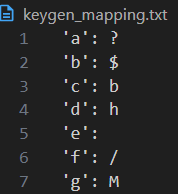 keygen_mapping.txt
1 'a': ?
2 'b': $
3 'c': b
4 'd': h
5 'e':
6 'f': /
7 'g': M